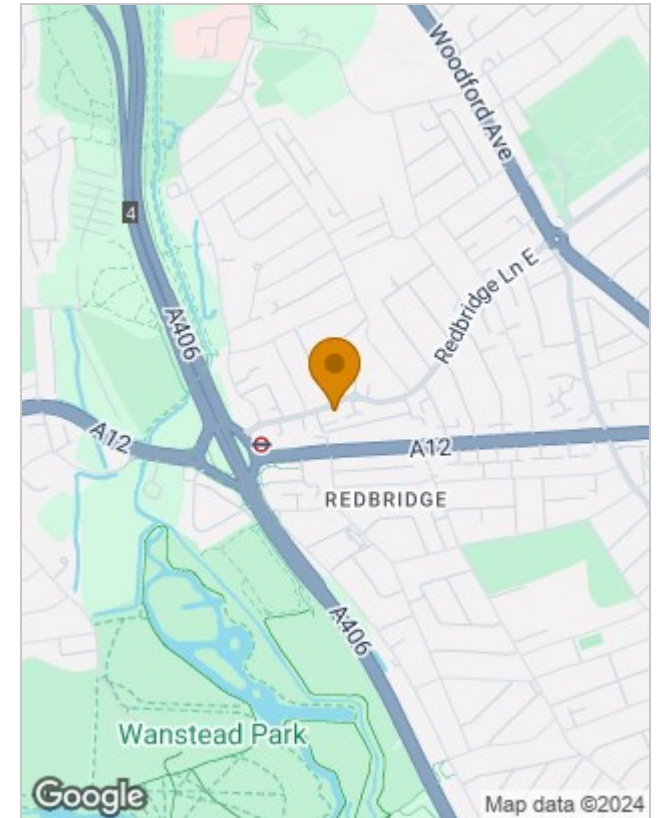 Woodford Ave
4
Redbridge Ln E
A406
A12
A12
REDBRIDGE
A406
Wanstead Park
Google
Map data ©2024